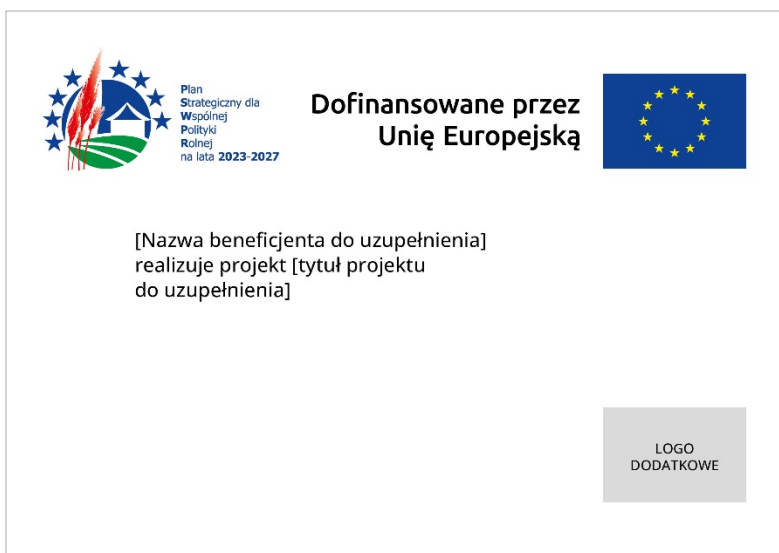 Plan
Strategiczny dla
Wspólnej
Polityki
Rolnej
na lata 2023-2027
Dofinansowane przez
Unię Europejską
[Nazwa beneficjenta do uzupełnienia]
realizuje projekt [tytuł projektu
do uzupełnienia]
LOGO
DODATKOWE